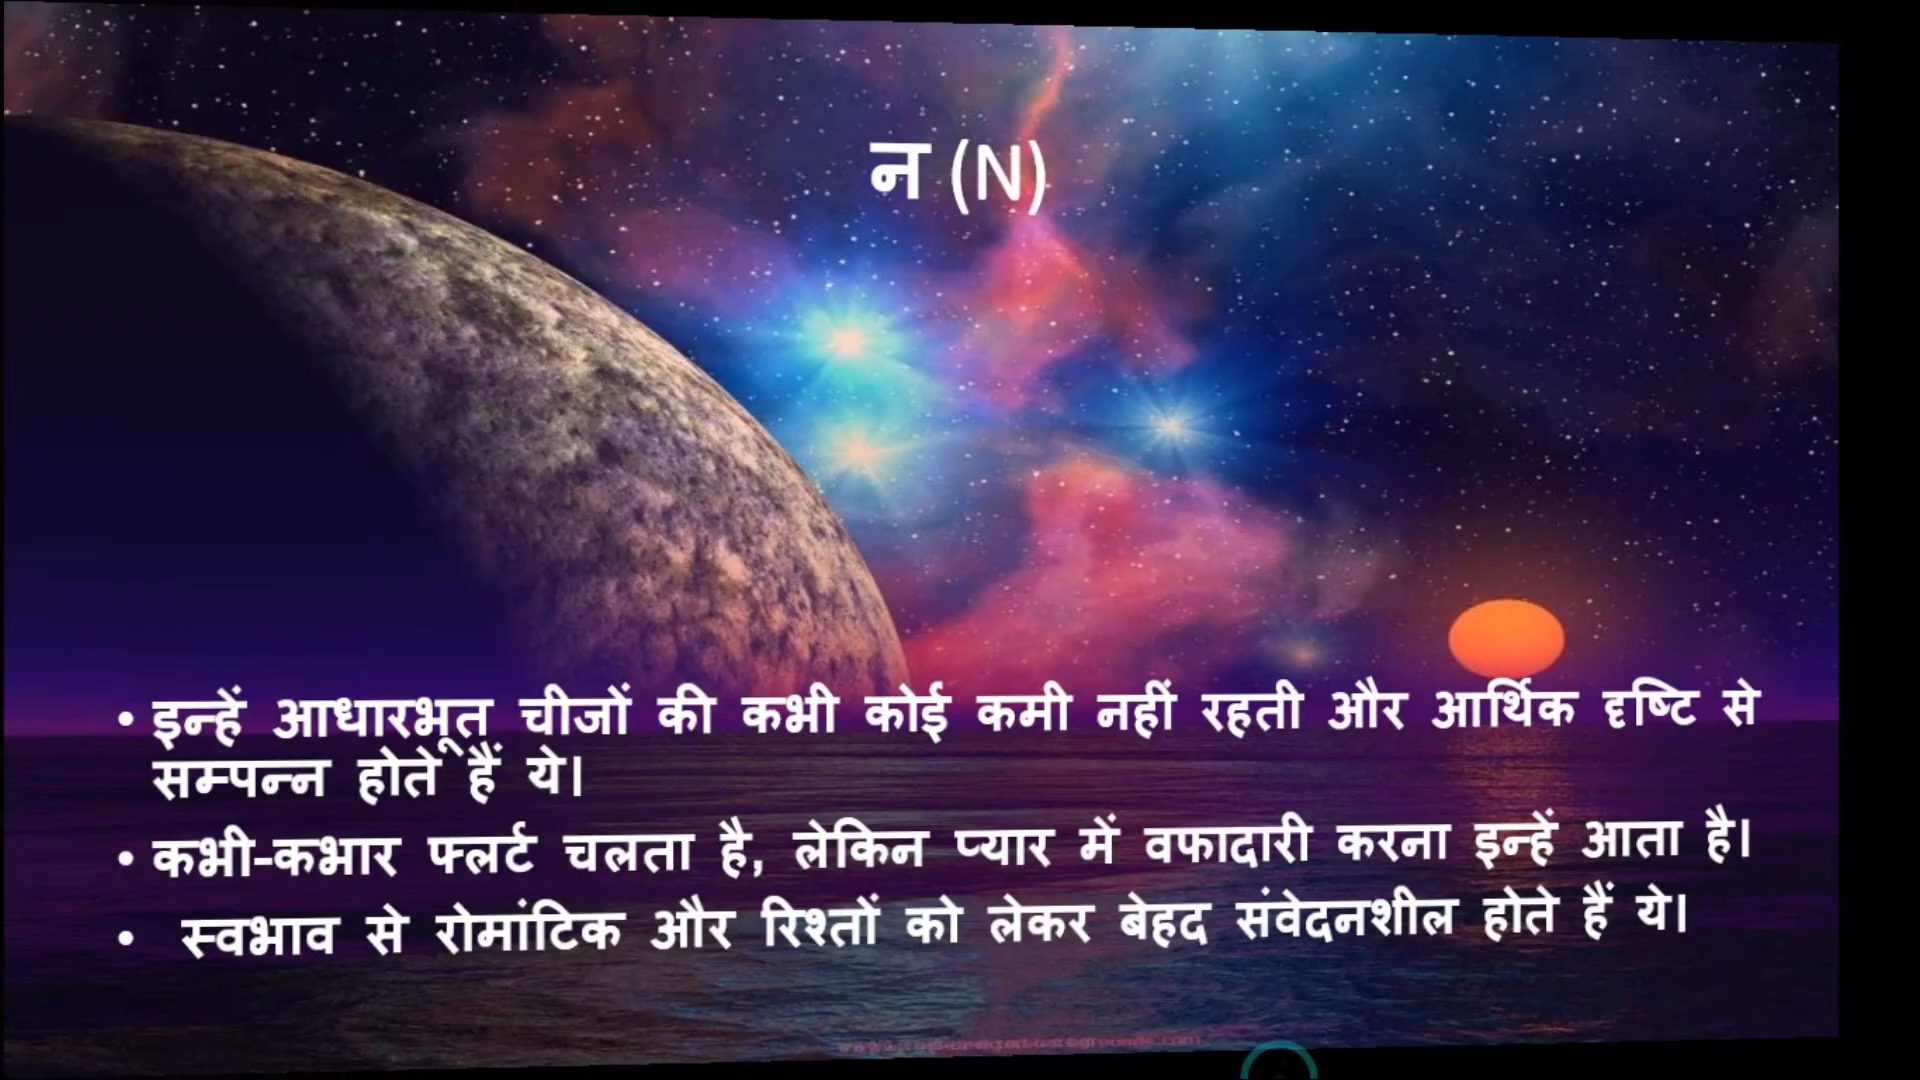 न (N)
• इन्हें आधारभूत चीजों की कभी कोई कमी नहीं रहती और आर्थिक दृष्टि से
सम्पन्न होते हैं ये।
• कभी-कभार फ्लर्ट चलता है, लेकिन प्यार में वफादारी करना इन्हें आता है।
• स्वभाव से रोमांटिक और रिश्तों को लेकर बेहद संवेदनशील होते हैं ये।